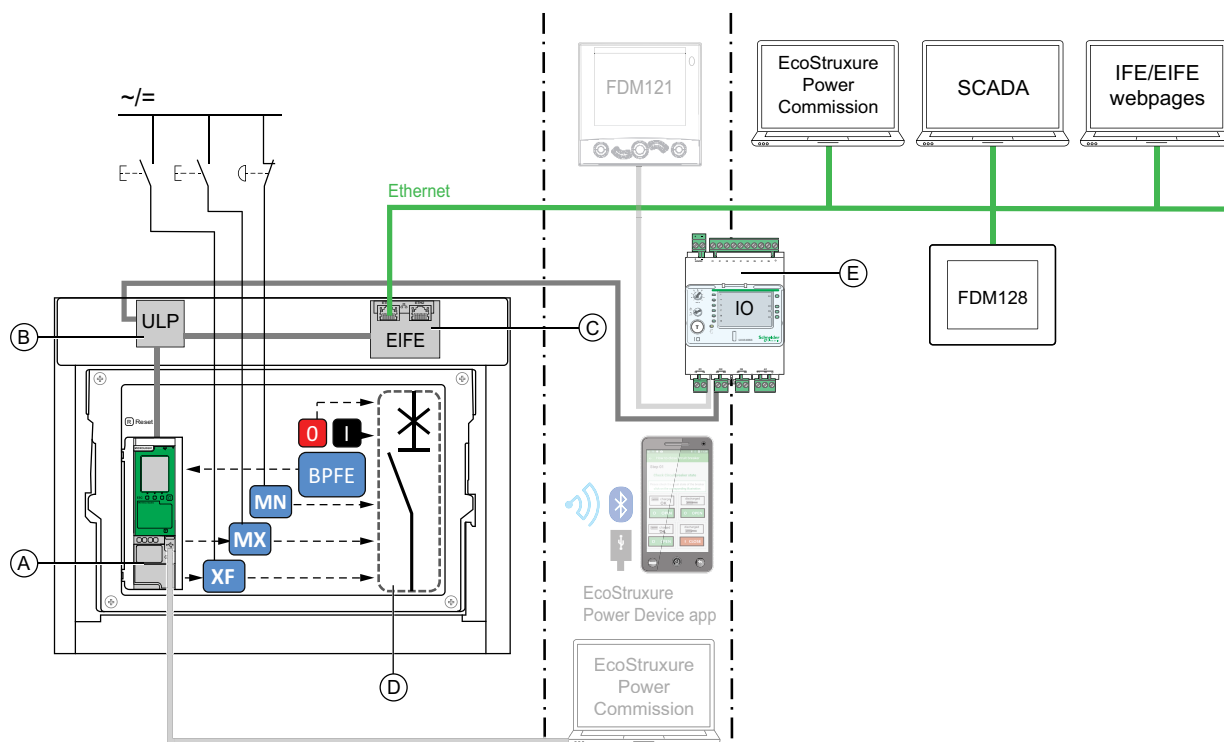 FDM121
EcoStruxure
Power
Commission
SCADA
IFE/EIFE
webpages
~/=
Ethernet
E
IO
FDM128
B
ULP
EIFE
C
R Reset
0
I
BPFE
MN
MX
XF
A
D
EcoStruxure
Power Device app
EcoStruxure
Power
Commission